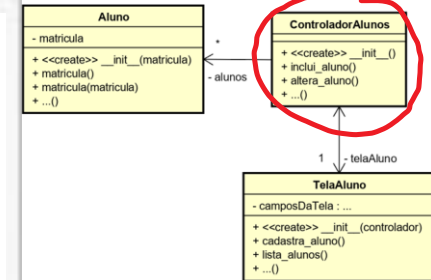 Aluno
- matricula
+ <<create>> __init__(matricula)
+ matricula()
+ matricula(matricula)
+ ...()
*
- alunos
ControladorAlunos
+ <<create>> __init__()
+ inclui_aluno()
+ altera_aluno()
+ ...()
1
- telaAluno
TelaAluno
- camposDaTela : ...
+ <<create>> __init__(controlador)
+ cadastra_aluno()
+ lista_alunos()
+ ...()